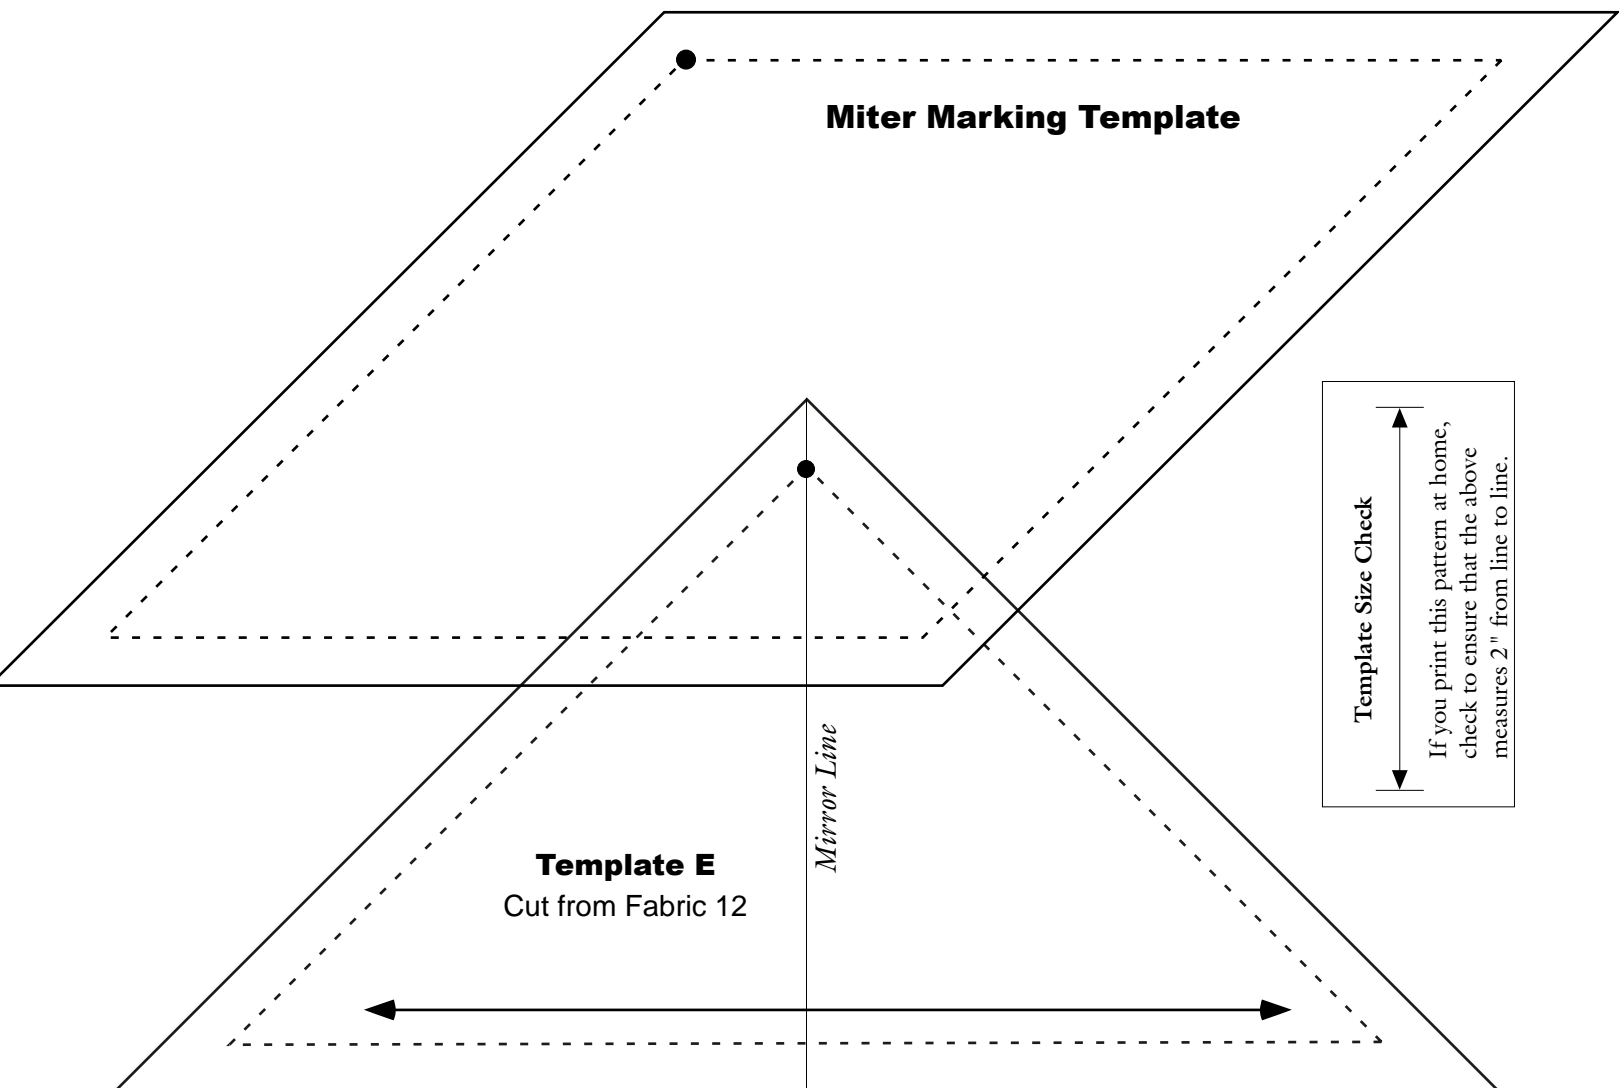 Miter Marking Template
Template Size Check
If you print this pattern at home,
check to ensure that the above
measures 2" from line to line.
Mirror Line
Template E
Cut from Fabric 12